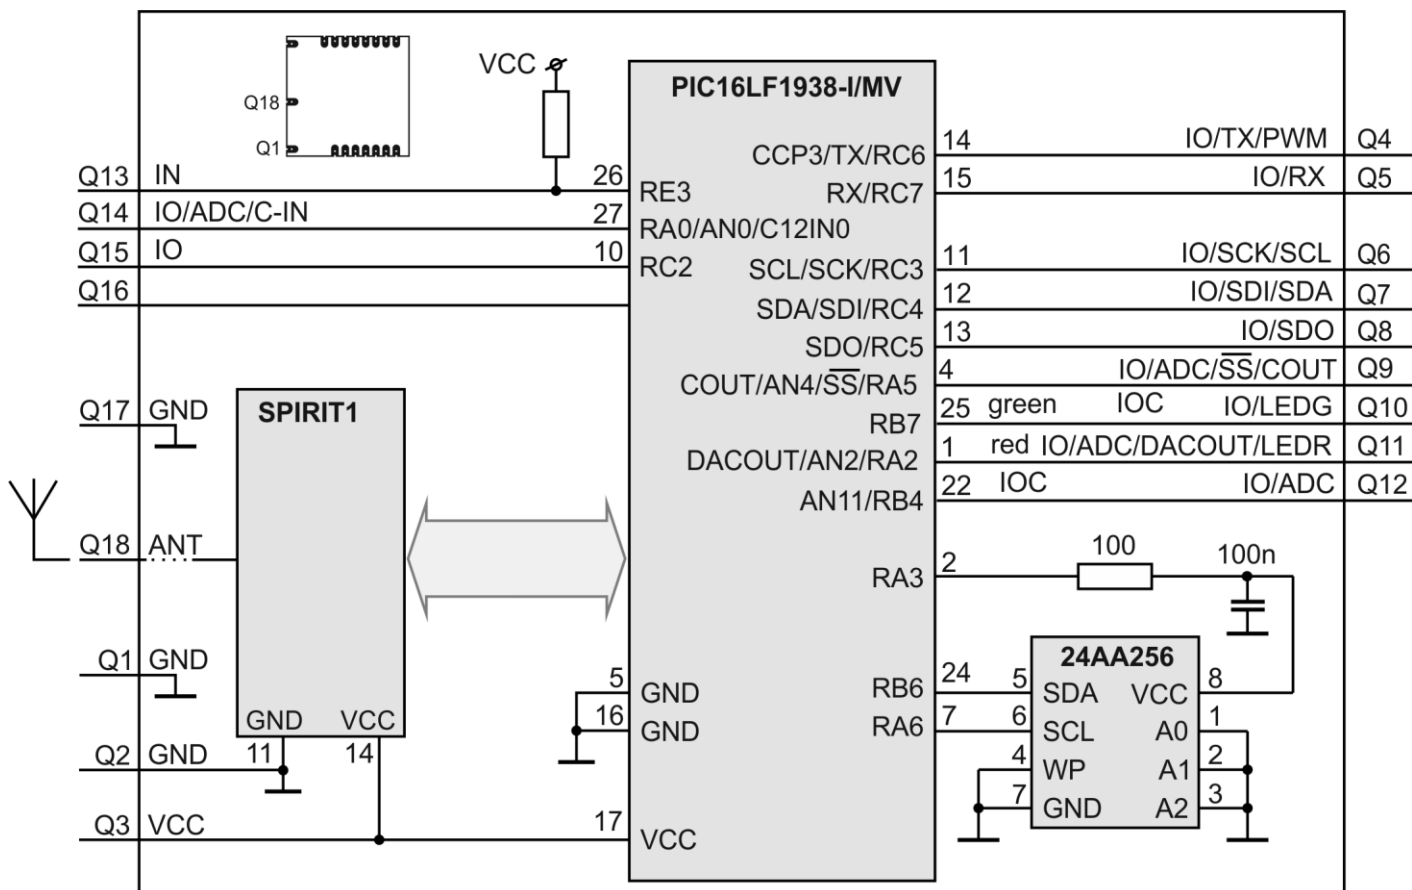 Q18
Q1
VCC
Q13 IN 26
Q14 IO/ADC/C-IN 27
Q15 IO 10
Q16
Q17 GND
Q18 ANT
Q1 GND
Q2 GND
Q3 VCC 17
SPIRIT1
GND VCC
11 14
PIC16LF1938-I/MV
RE3
RA0/AN0/C12IN0
RC2
5 GND
16 GND
VCC
CCP3/TX/RC6 14 IO/TX/PWM Q4
RX/RC7 15 IO/RX Q5
SCL/SCK/RC3 11 IO/SCK/SCL Q6
SDA/SDI/RC4 12 IO/SDI/SDA Q7
SDO/RC5 13 IO/SDO Q8
COUT/AN4/S̅S̅/RA5 4 IO/ADC/S̅S̅/COUT Q9
RB7 25 green IOC IO/LEDG Q10
DACOUT/AN2/RA2 1 red IO/ADC/DACOUT/LEDR Q11
AN11/RB4 22 IOC IO/ADC Q12
RA3 2 100 100n
RB6 24
RA6 7
24AA256
5 SDA VCC 8
6 SCL A0 1
4 WP A1 2
7 GND A2 3